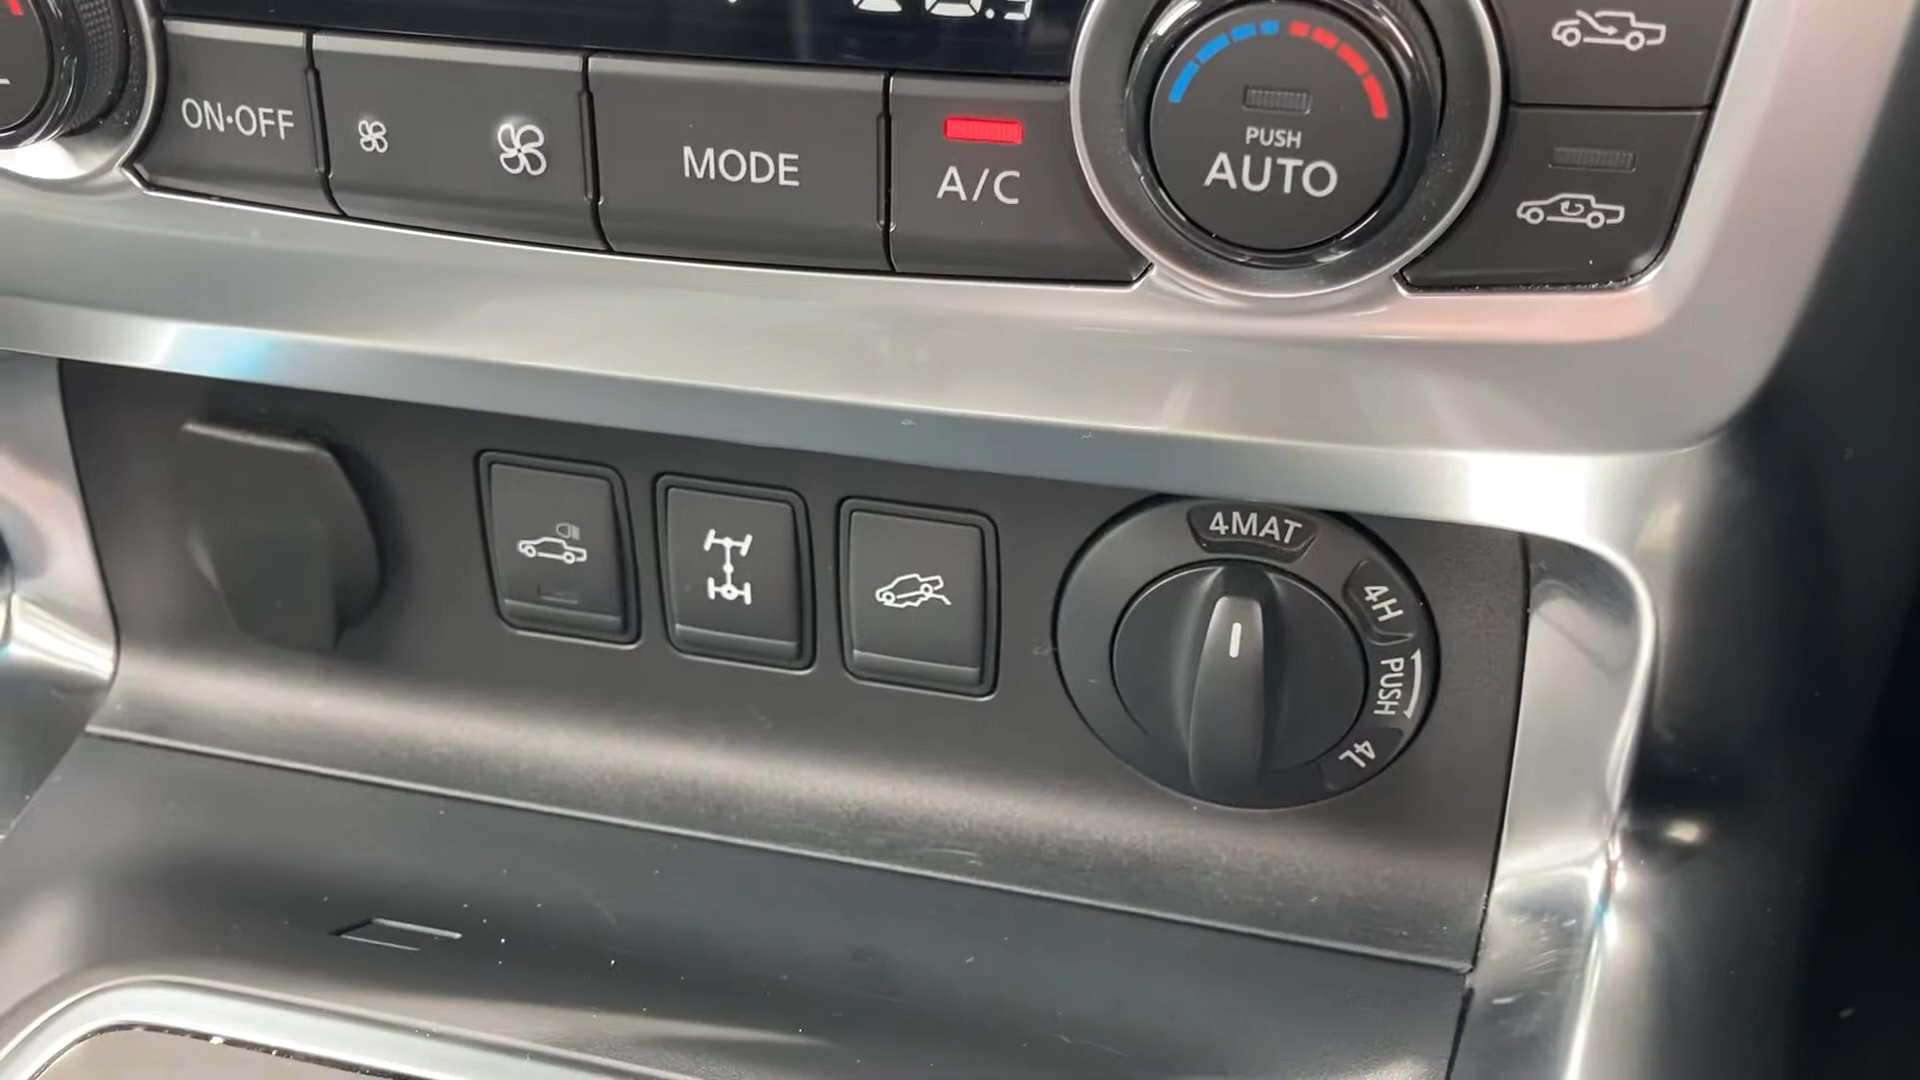 ON•OFF
MODE
A/C
PUSH
AUTO
4MAT
4H
PUSH
4L